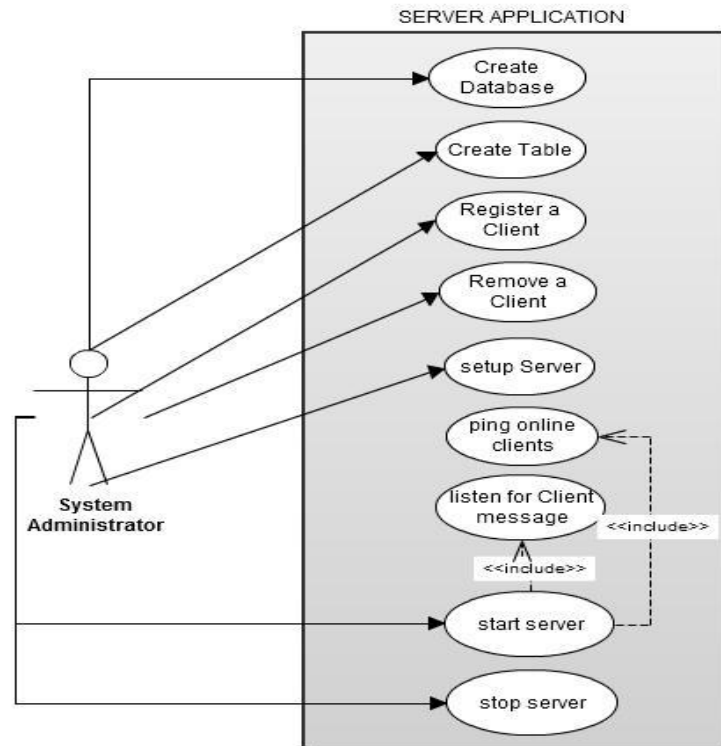 SERVER APPLICATION
Create
Database
Create Table
Register a
Client
Remove a
Client
setup Server
ping online
clients
listen for Client
message
<<include>>
<<include>>
start server
stop server
System
Administrator